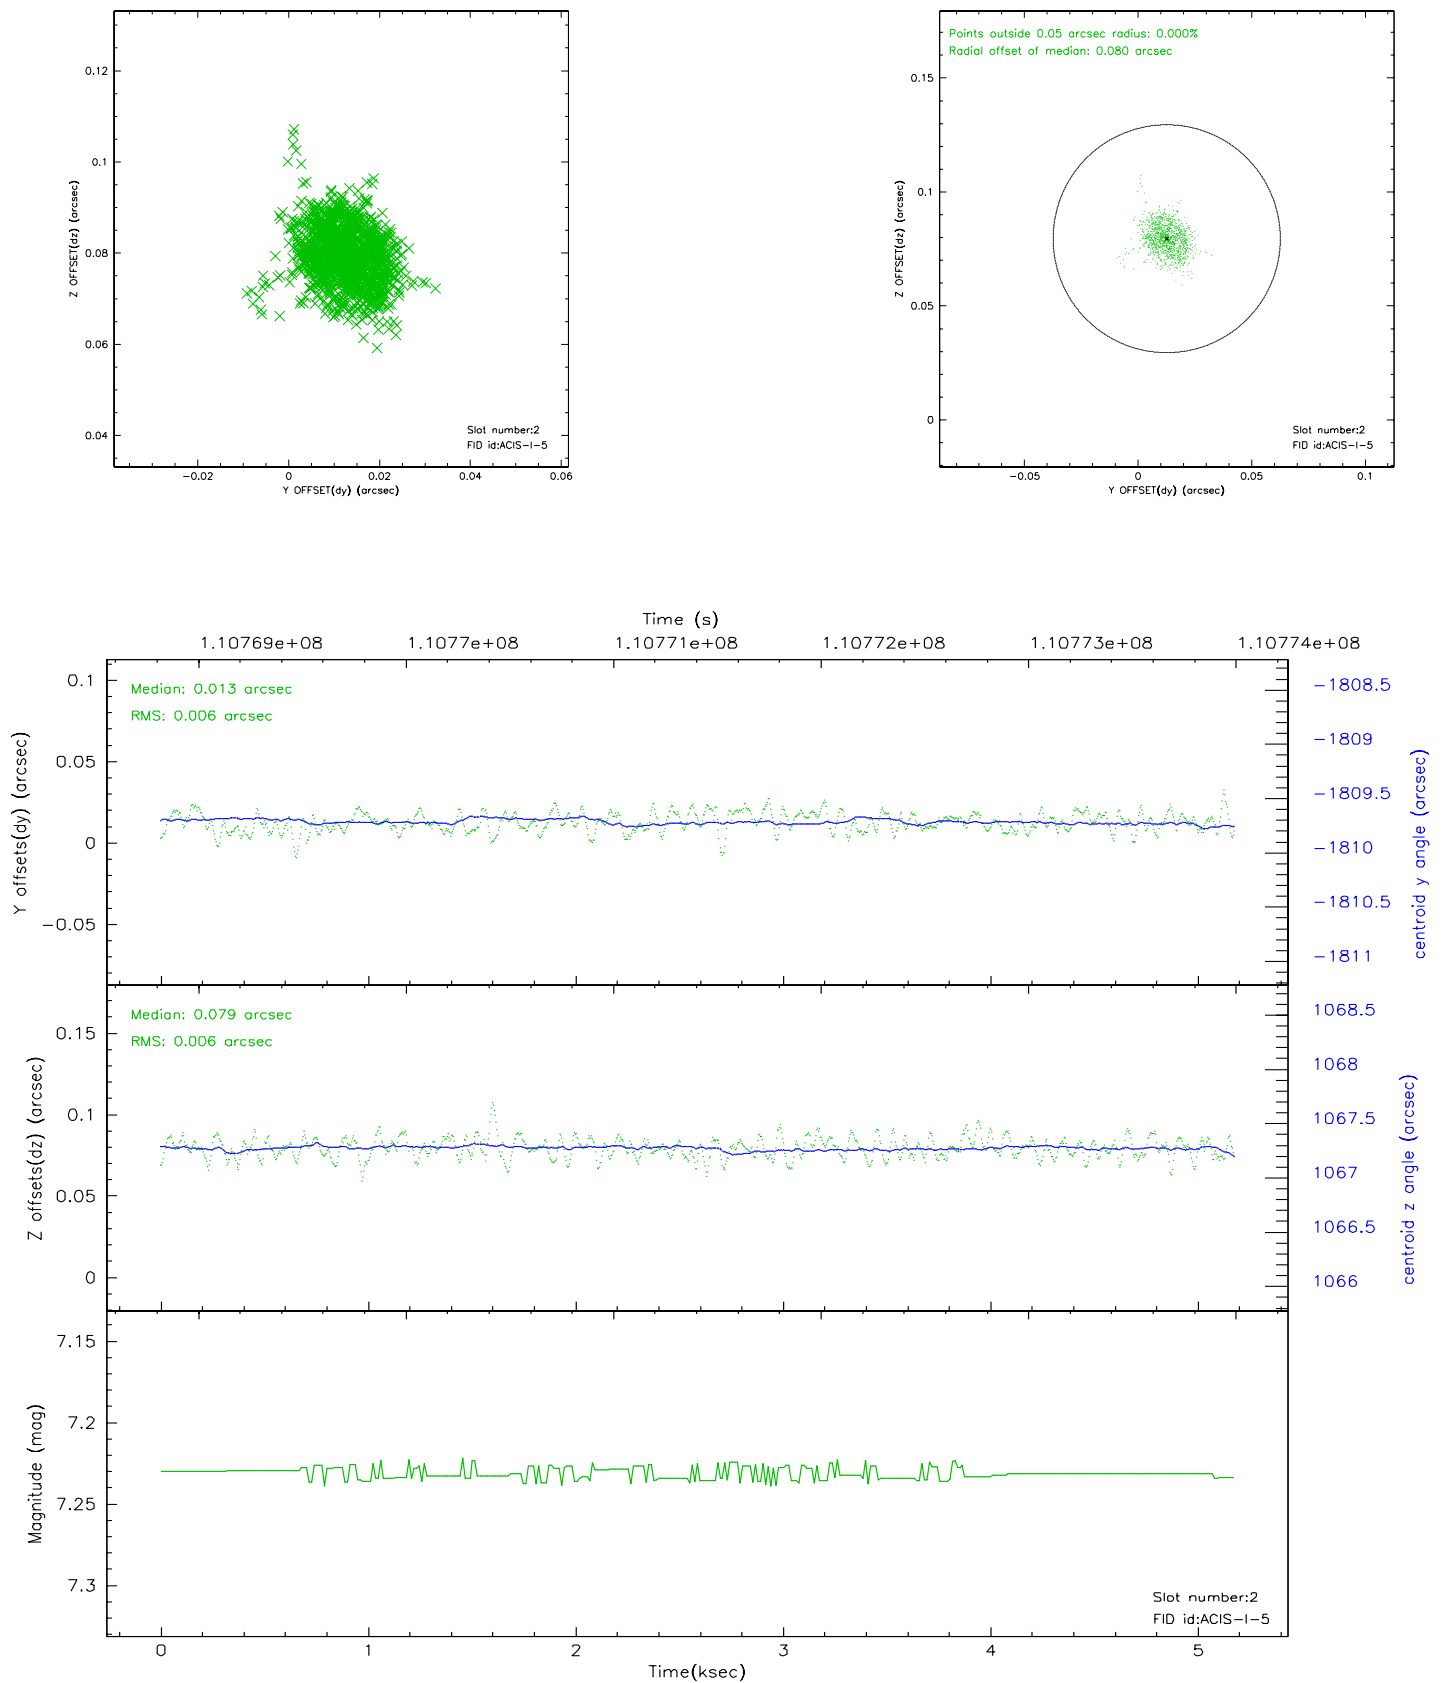 0.12
0.1
0.08
0.06
0.04
Z OFFSET(dz) (arcsec)
−0.02 0 0.02 0.04 0.06
Y OFFSET(dy) (arcsec)
Slot number:2
FID id:ACIS−I−5
Points outside 0.05 arcsec radius: 0.000%
Radial offset of median: 0.080 arcsec
0.15
0.1
0.05
0
Z OFFSET(dz) (arcsec)
−0.05 0 0.05 0.1
Y OFFSET(dy) (arcsec)
Slot number:2
FID id:ACIS−I−5
Time (s)
1.10769e+08 1.1077e+08 1.10771e+08 1.10772e+08 1.10773e+08 1.10774e+08
Median: 0.013 arcsec
RMS: 0.006 arcsec
0.1
0.05
0
−0.05
Y offsets(dy) (arcsec)
−1808.5
−1809
−1809.5
−1810
−1810.5
−1811
centroid y angle (arcsec)
Median: 0.079 arcsec
RMS: 0.006 arcsec
0.15
0.1
0.05
0
Z offsets(dz) (arcsec)
1068.5
1068
1067.5
1067
1066.5
1066
centroid z angle (arcsec)
7.15
7.2
7.25
7.3
Magnitude (mag)
Slot number:2
FID id:ACIS−I−5
0 1 2 3 4 5
Time(ksec)